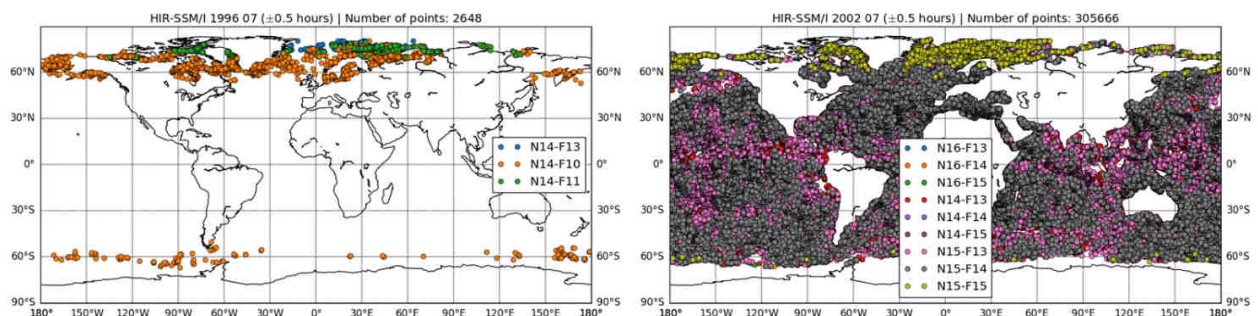 HIR-SSM/I 1996 07 (±0.5 hours) | Number of points: 2648
60°N
30°N
0°
30°S
60°S
90°S
60°N
30°N
0°
30°S
60°S
90°S
180° 150°W 120°W 90°W 60°W 30°W 0° 30°E 60°E 90°E 120°E 150°E 180°
N14-F13
N14-F10
N14-F11
HIR-SSM/I 2002 07 (±0.5 hours) | Number of points: 305666
60°N
30°N
0°
30°S
60°S
90°S
60°N
30°N
0°
30°S
60°S
90°S
180° 150°W 120°W 90°W 60°W 30°W 0° 30°E 60°E 90°E 120°E 150°E 180°
N16-F13
N16-F14
N16-F15
N14-F13
N14-F14
N14-F15
N15-F13
N15-F14
N15-F15